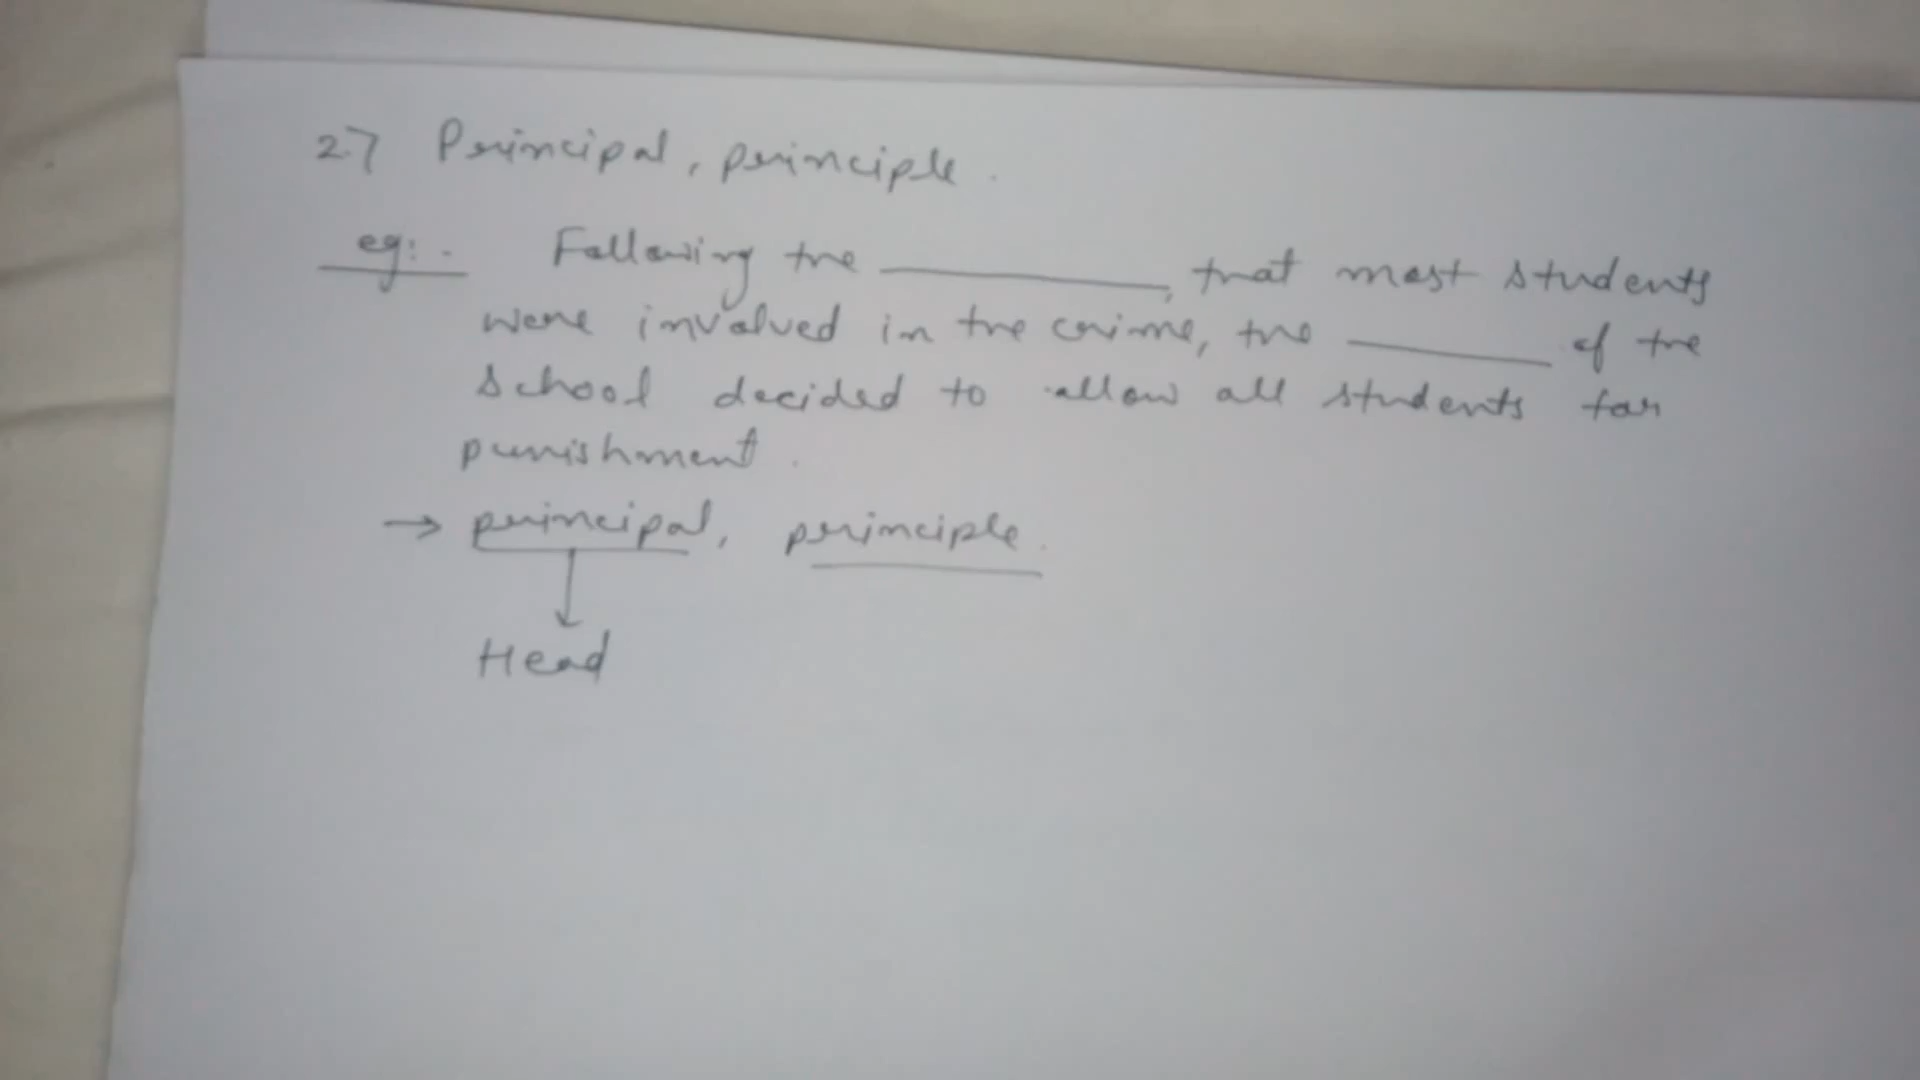 27 Principal, principle.
eg:- Following the ________, that most students
were involved in the crime, the ________ of the
school decided to allow all students for
punishment.
→ principal, principle.
Head